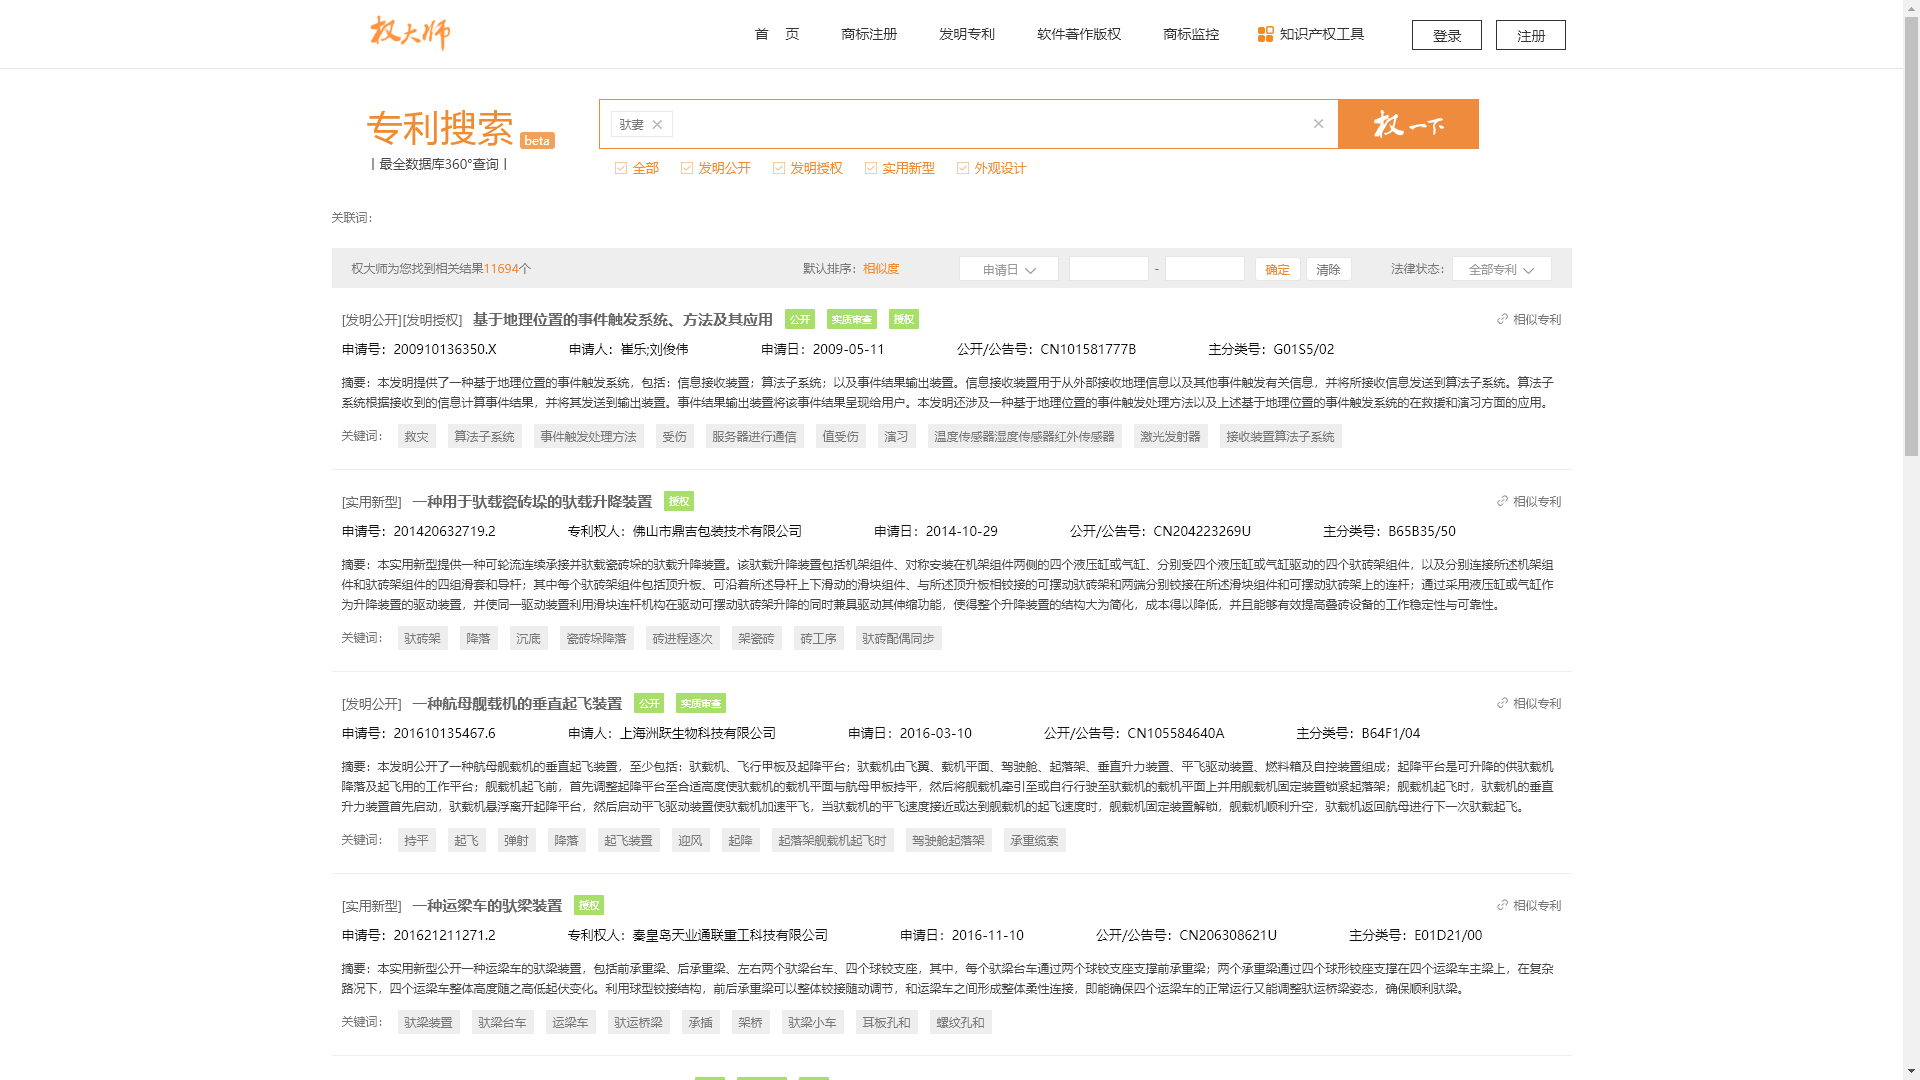 权大师
首 页
商标注册
发明专利
软件著作版权
商标监控
知识产权工具
登录
注册
专利搜索 beta
最全数据库360°查询
驮妻
权一下
全部 发明公开 发明授权 实用新型 外观设计
关联词:
权大师为您找到相关结果11694个
默认排序: 相似度
申请日
-
确定
清除
法律状态: 全部专利
[发明公开][发明授权] 基于地理位置的事件触发系统、方法及其应用 公开 实质审查 授权 相似专利
申请号: 200910136350.X 申请人: 崔乐;刘俊伟 申请日: 2009-05-11 公开/公告号: CN101581777B 主分类号: G01S5/02
摘要: 本发明提供了一种基于地理位置的事件触发系统，包括：信息接收装置；算法子系统；以及事件结果输出装置。信息接收装置用于从外部接收地理信息以及其他事件触发有关信息，并将所接收信息发送到算法子系统。算法子
系统根据接收到的信息计算事件结果，并将其发送到输出装置。事件结果输出装置将该事件结果呈现给用户。本发明还涉及一种基于地理位置的事件触发处理方法以及上述基于地理位置的事件触发系统的在救援和演习方面的应用。
关键词: 救灾 算法子系统 事件触发处理方法 受伤 服务器进行通信 值受伤 演习 温度传感器湿度传感器红外传感器 激光发射器 接收装置算法子系统
[实用新型] 一种用于驮载瓷砖垛的驮载升降装置 授权 相似专利
申请号: 201420632719.2 专利权人: 佛山市鼎吉包装技术有限公司 申请日: 2014-10-29 公开/公告号: CN204223269U 主分类号: B65B35/50
摘要: 本实用新型提供一种可轮流连续承接并驮载瓷砖垛的驮载升降装置。该驮载升降装置包括机架组件、对称安装在机架组件两侧的四个液压缸或气缸、分别受四个液压缸或气缸驱动的四个驮砖架组件，以及分别连接所述机架组
件和驮砖架组件的四组滑套和导杆；其中每个驮砖架组件包括顶升板、可沿着所述导杆上下滑动的滑块组件、与所述顶升板相铰接的可摆动驮砖架和两端分别铰接在所述滑块组件和可摆动驮砖架上的连杆；通过采用液压缸或气缸作
为升降装置的驱动装置，并使同一驱动装置利用滑块连杆机构在驱动可摆动驮砖架升降的同时兼具驱动其伸缩功能，使得整个升降装置的结构大为简化，成本得以降低，并且能够有效提高叠砖设备的工作稳定性与可靠性。
关键词: 驮砖架 降落 沉底 瓷砖垛降落 砖进程逐次 架瓷砖 砖工序 驮砖配偶同步
[发明公开] 一种航母舰载机的垂直起飞装置 公开 实质审查 相似专利
申请号: 201610135467.6 申请人: 上海洲跃生物科技有限公司 申请日: 2016-03-10 公开/公告号: CN105584640A 主分类号: B64F1/04
摘要: 本发明公开了一种航母舰载机的垂直起飞装置，至少包括：驮载机、飞行甲板及起降平台；驮载机由飞翼、载机平面、驾驶舱、起落架、垂直升力装置、平飞驱动装置、燃料箱及自控装置组成；起降平台是可升降的供驮载机
降落及起飞用的工作平台；舰载机起飞前，首先调整起降平台至合适高度使驮载机的载机平面与航母甲板持平，然后将舰载机牵引至或自行行驶至驮载机的载机平面上并用舰载机固定装置锁紧起落架；舰载机起飞时，驮载机的垂直
升力装置首先启动，驮载机悬浮离开起降平台，然后启动平飞驱动装置使驮载机加速平飞，当驮载机的平飞速度接近或达到舰载机的起飞速度时，舰载机固定装置解锁，舰载机顺利升空，驮载机返回航母进行下一次驮载起飞。
关键词: 持平 起飞 弹射 降落 起飞装置 迎风 起降 起落架舰载机起飞时 驾驶舱起落架 承重缆索
[实用新型] 一种运梁车的驮梁装置 授权 相似专利
申请号: 201621211271.2 专利权人: 秦皇岛天业通联重工科技有限公司 申请日: 2016-11-10 公开/公告号: CN206308621U 主分类号: E01D21/00
摘要: 本实用新型公开一种运梁车的驮梁装置，包括前承重梁、后承重梁、左右两个驮梁台车、四个球铰支座，其中，每个驮梁台车通过两个球铰支座支撑前承重梁；两个承重梁通过四个球形铰座支撑在四个运梁车主梁上，在复杂
路况下，四个运梁车整体高度随之高低起伏变化。利用球型铰接结构，前后承重梁可以整体铰接随动调节，和运梁车之间形成整体柔性连接，即能确保四个运梁车的正常运行又能调整驮运桥梁姿态，确保顺利驮梁。
关键词: 驮梁装置 驮梁台车 运梁车 驮运桥梁 承插 架桥 驮梁小车 耳板孔和 螺纹孔和